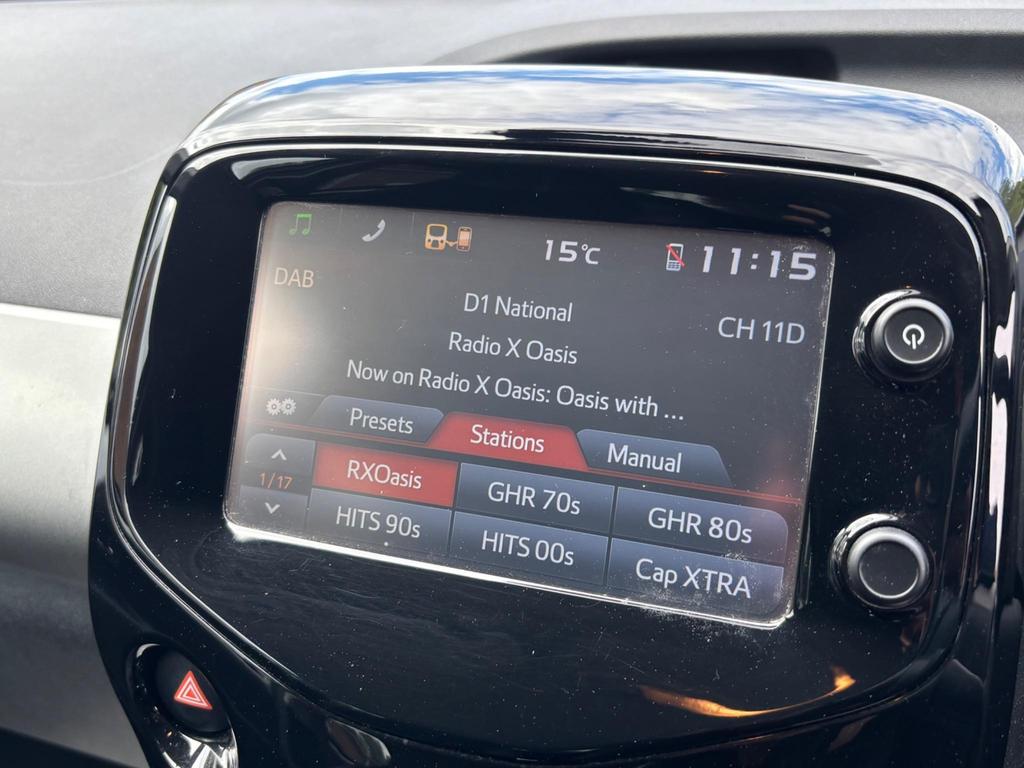 15°C 11:15
DAB
D1 National
CH 11D
Radio X Oasis
Now on Radio X Oasis: Oasis with ...
Presets Stations Manual
1/17
RXOasis GHR 70s GHR 80s
HITS 90s HITS 00s Cap XTRA